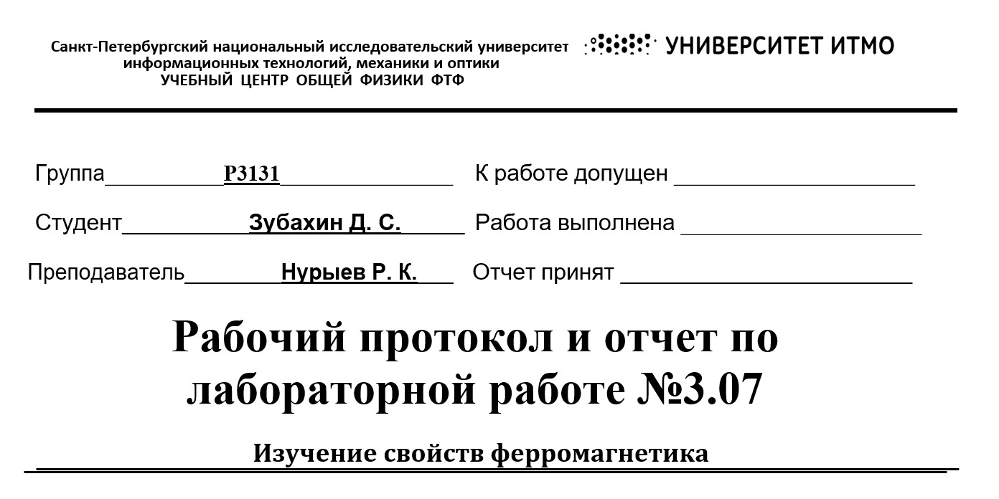 Санкт-Петербургский национальный исследовательский университет
информационных технологий, механики и оптики
УЧЕБНЫЙ ЦЕНТР ОБЩЕЙ ФИЗИКИ ФТФ
УНИВЕРСИТЕТ ИТМО
Группа P3131 К работе допущен
Студент Зубахин Д. С. Работа выполнена
Преподаватель Нурыев Р. К. Отчет принят
Рабочий протокол и отчет по
лабораторной работе №3.07
Изучение свойств ферромагнетика